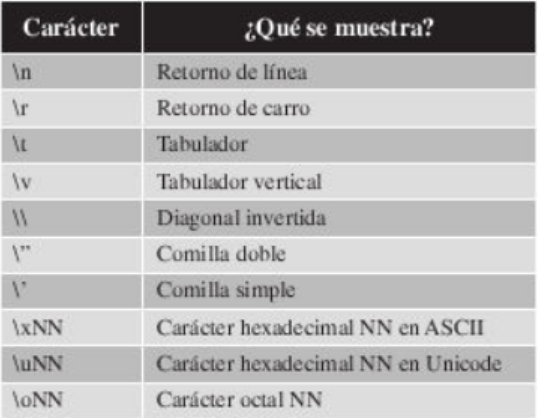 Carácter ¿Qué se muestra?
\n Retorno de línea
\r Retorno de carro
\t Tabulador
\v Tabulador vertical
\\ Diagonal invertida
\” Comilla doble
\’ Comilla simple
\xNN Carácter hexadecimal NN en ASCII
\uNN Carácter hexadecimal NN en Unicode
\oNN Carácter octal NN